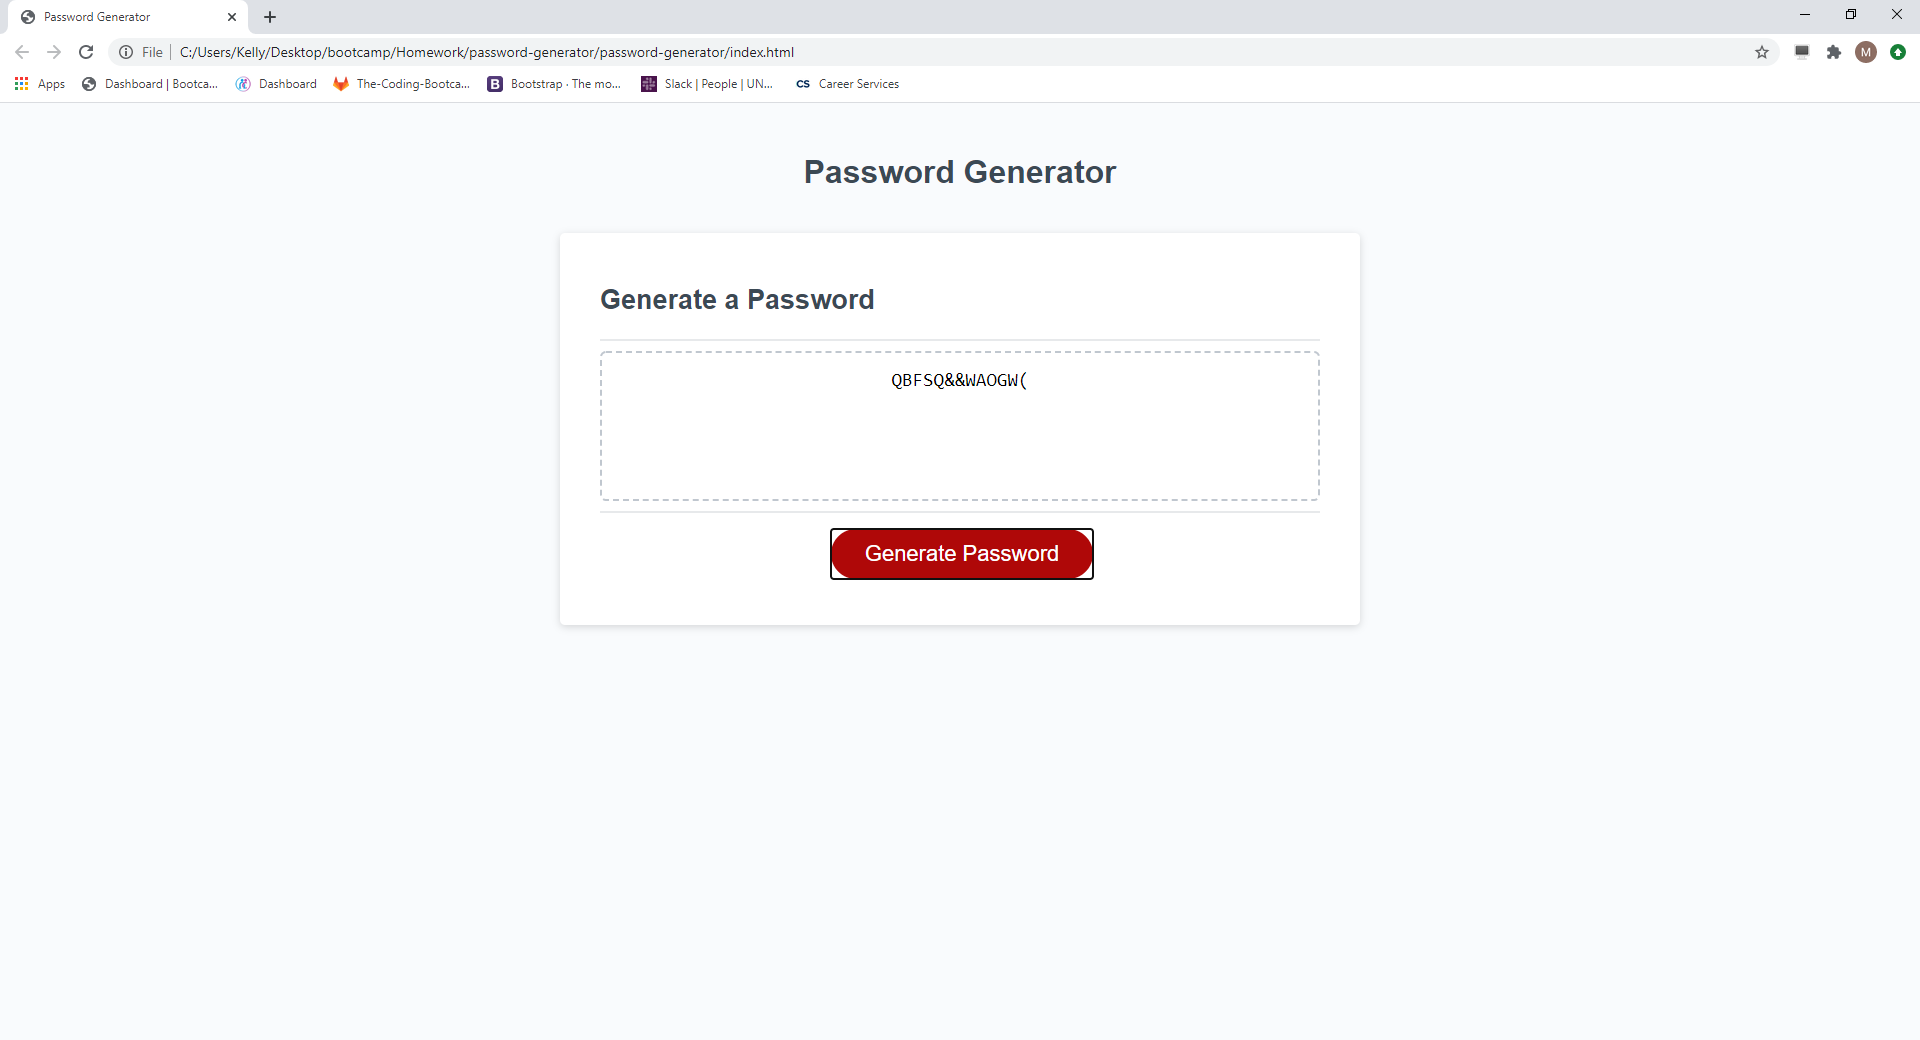 Password Generator
File | C:/Users/Kelly/Desktop/bootcamp/Homework/password-generator/password-generator/index.html
M
Apps Dashboard | Bootca... Dashboard The-Coding-Bootca... B Bootstrap · The mo... Slack | People | UN... CS Career Services
Password Generator
Generate a Password
QBFSQ&&WAOGW(
Generate Password